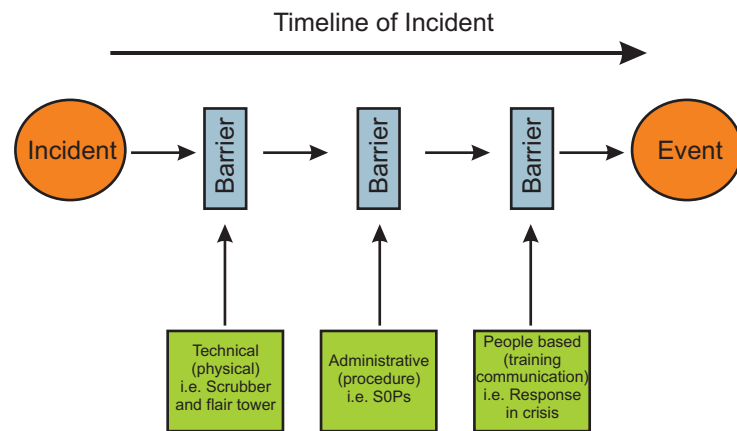 Timeline of Incident
Incident
Barrier
Barrier
Barrier
Event
Technical
(physical)
i.e. Scrubber
and flair tower
Administrative
(procedure)
i.e. S0Ps
People based
(training
communication)
i.e. Response
in crisis